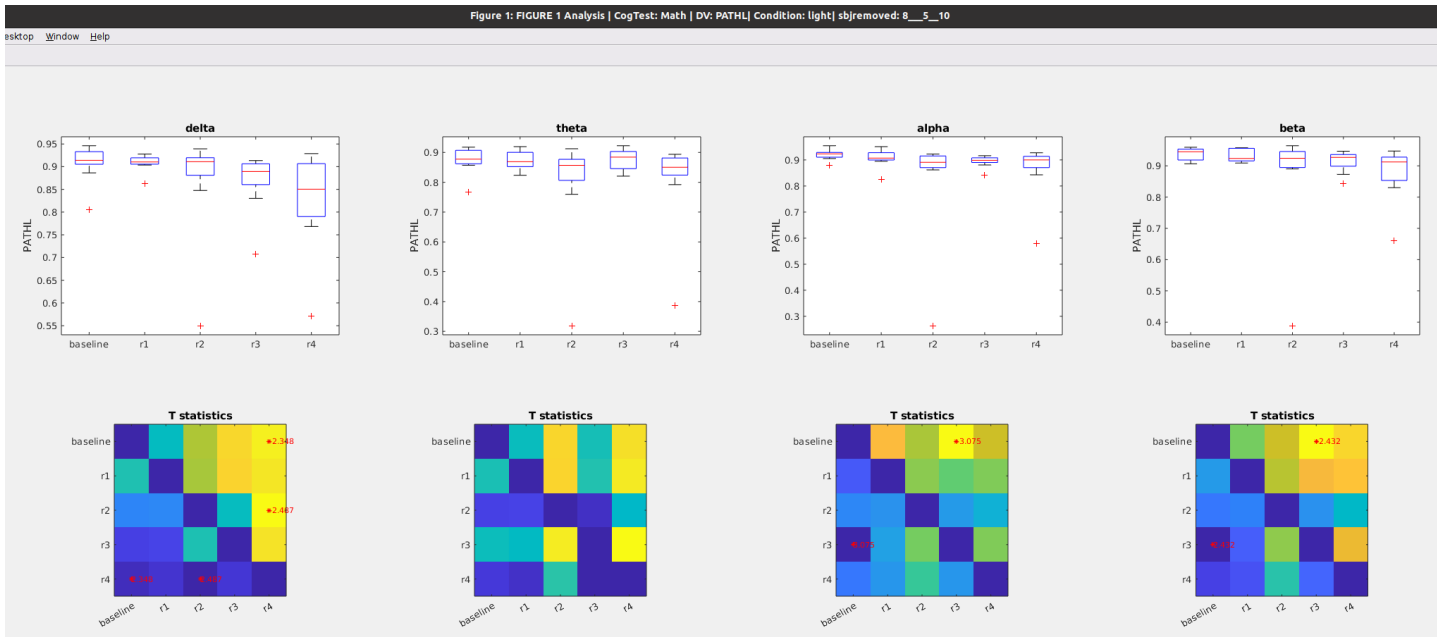 Figure 1: FIGURE 1 Analysis | CogTest: Math | DV: PATHL| Condition: light| sbjremoved: 8___5__10
esktop Window Help
delta
PATHL
0.95
0.9
0.85
0.8
0.75
0.7
0.65
0.6
0.55
baseline r1 r2 r3 r4
theta
PATHL
0.9
0.8
0.7
0.6
0.5
0.4
0.3
baseline r1 r2 r3 r4
alpha
PATHL
0.9
0.8
0.7
0.6
0.5
0.4
0.3
baseline r1 r2 r3 r4
beta
PATHL
0.9
0.8
0.7
0.6
0.5
0.4
baseline r1 r2 r3 r4
T statistics
baseline
r1
r2
r3
r4
2.348
baseline r1 r2 r3 r4
T statistics
baseline
r1
r2
r3
r4
baseline r1 r2 r3 r4
T statistics
baseline
r1
r2
r3
r4
3.075
baseline r1 r2 r3 r4
T statistics
baseline
r1
r2
r3
r4
2.432
baseline r1 r2 r3 r4